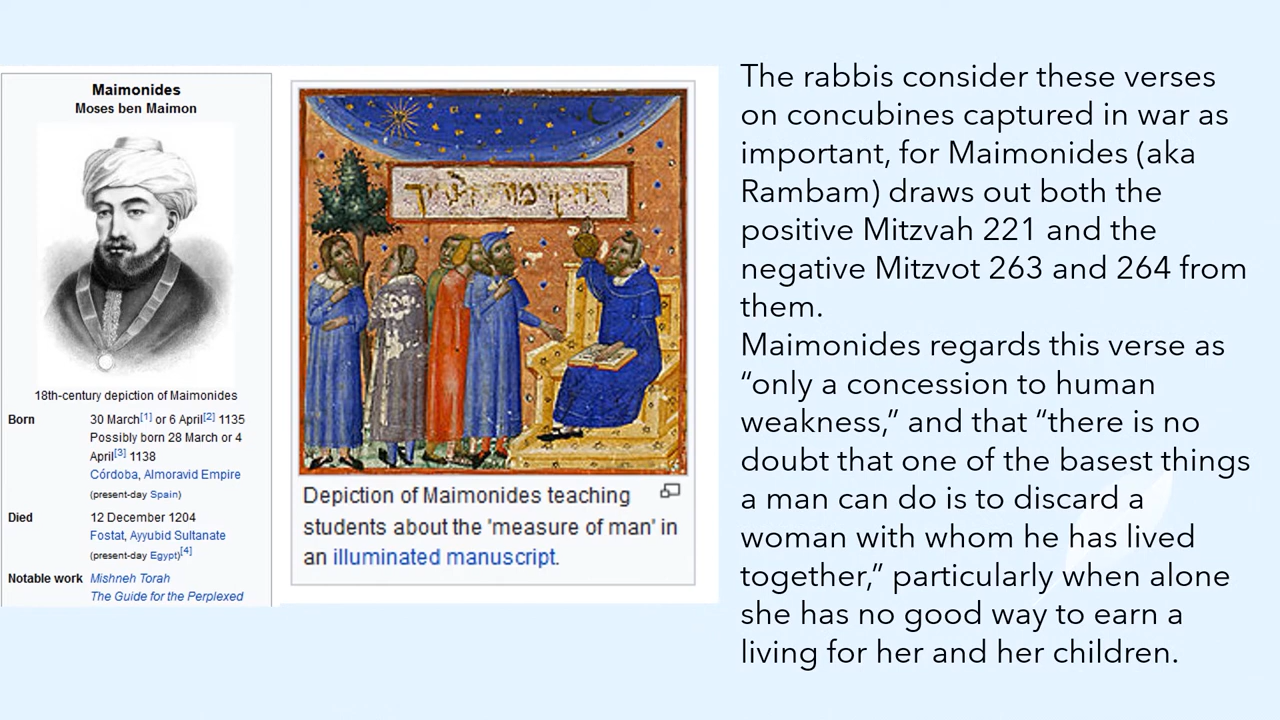 Maimonides
Moses ben Maimon
18th-century depiction of Maimonides
Born 30 March[1] or 6 April[2] 1135
Possibly born 28 March or 4
April[3] 1138
Córdoba, Almoravid Empire
(present-day Spain)
Died 12 December 1204
Fostat, Ayyubid Sultanate
(present-day Egypt)[4]
Notable work Mishneh Torah
The Guide for the Perplexed
Depiction of Maimonides teaching
students about the 'measure of man' in
an illuminated manuscript.
The rabbis consider these verses
on concubines captured in war as
important, for Maimonides (aka
Rambam) draws out both the
positive Mitzvah 221 and the
negative Mitzvot 263 and 264 from
them.
Maimonides regards this verse as
“only a concession to human
weakness,” and that “there is no
doubt that one of the basest things
a man can do is to discard a
woman with whom he has lived
together,” particularly when alone
she has no good way to earn a
living for her and her children.